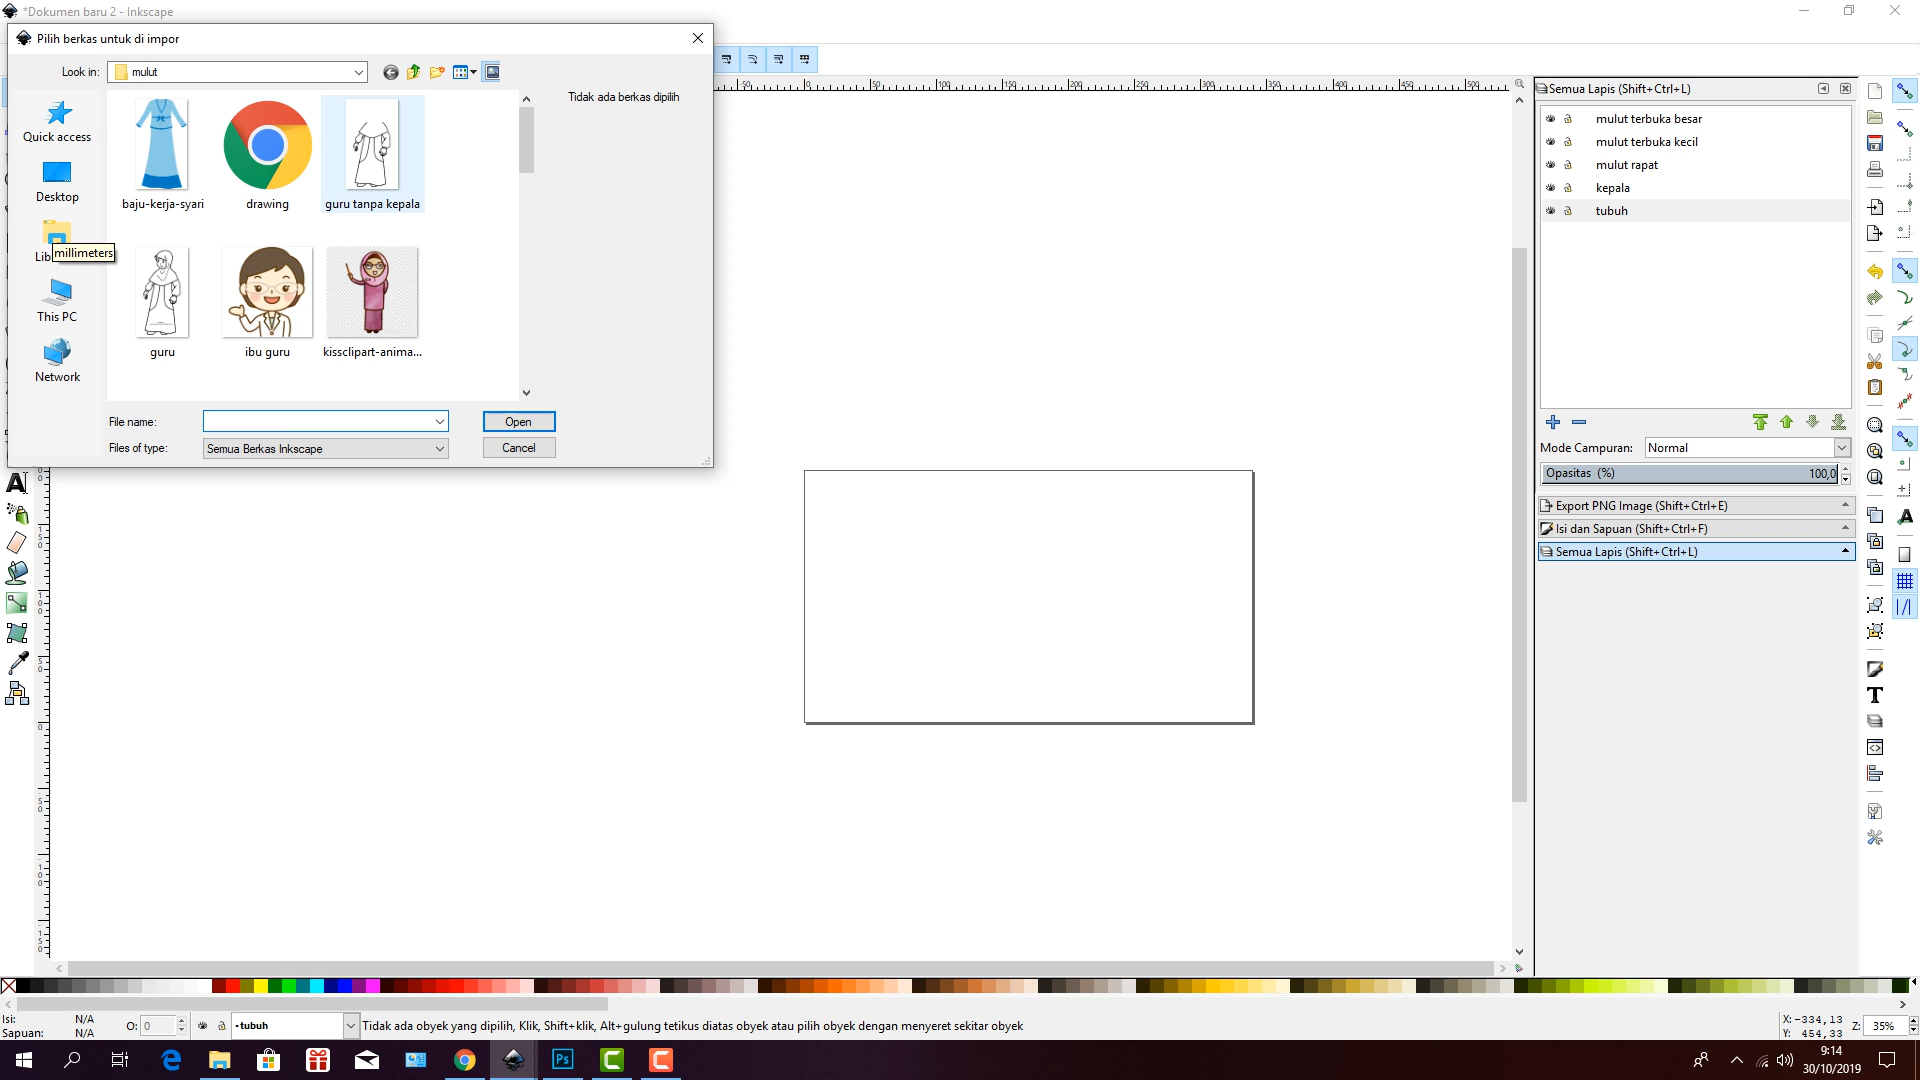 *Dokumen baru 2 - Inkscape
Pilih berkas untuk di impor
Look in:
mulut
Tidak ada berkas dipilih
Quick access
Desktop
Lib
millimeters
This PC
Network
baju-kerja-syari
drawing
guru tanpa kepala
guru
ibu guru
kissclipart-anima...
File name:
Open
Files of type:
Semua Berkas Inkscape
Cancel
Semua Lapis (Shift+Ctrl+L)
mulut terbuka besar
mulut terbuka kecil
mulut rapat
kepala
tubuh
Mode Campuran:
Normal
Opasitas (%)
100,0
Export PNG Image (Shift+Ctrl+E)
Isi dan Sapuan (Shift+Ctrl+F)
Semua Lapis (Shift+Ctrl+L)
Isi: N/A
Sapuan: N/A
O: 0
-tubuh
Tidak ada obyek yang dipilih, Klik, Shift+klik, Alt+gulung tetikus diatas obyek atau pilih obyek dengan menyeret sekitar obyek
X: -334,13
Y: 454,33
Z: 35%
9:14
30/10/2019